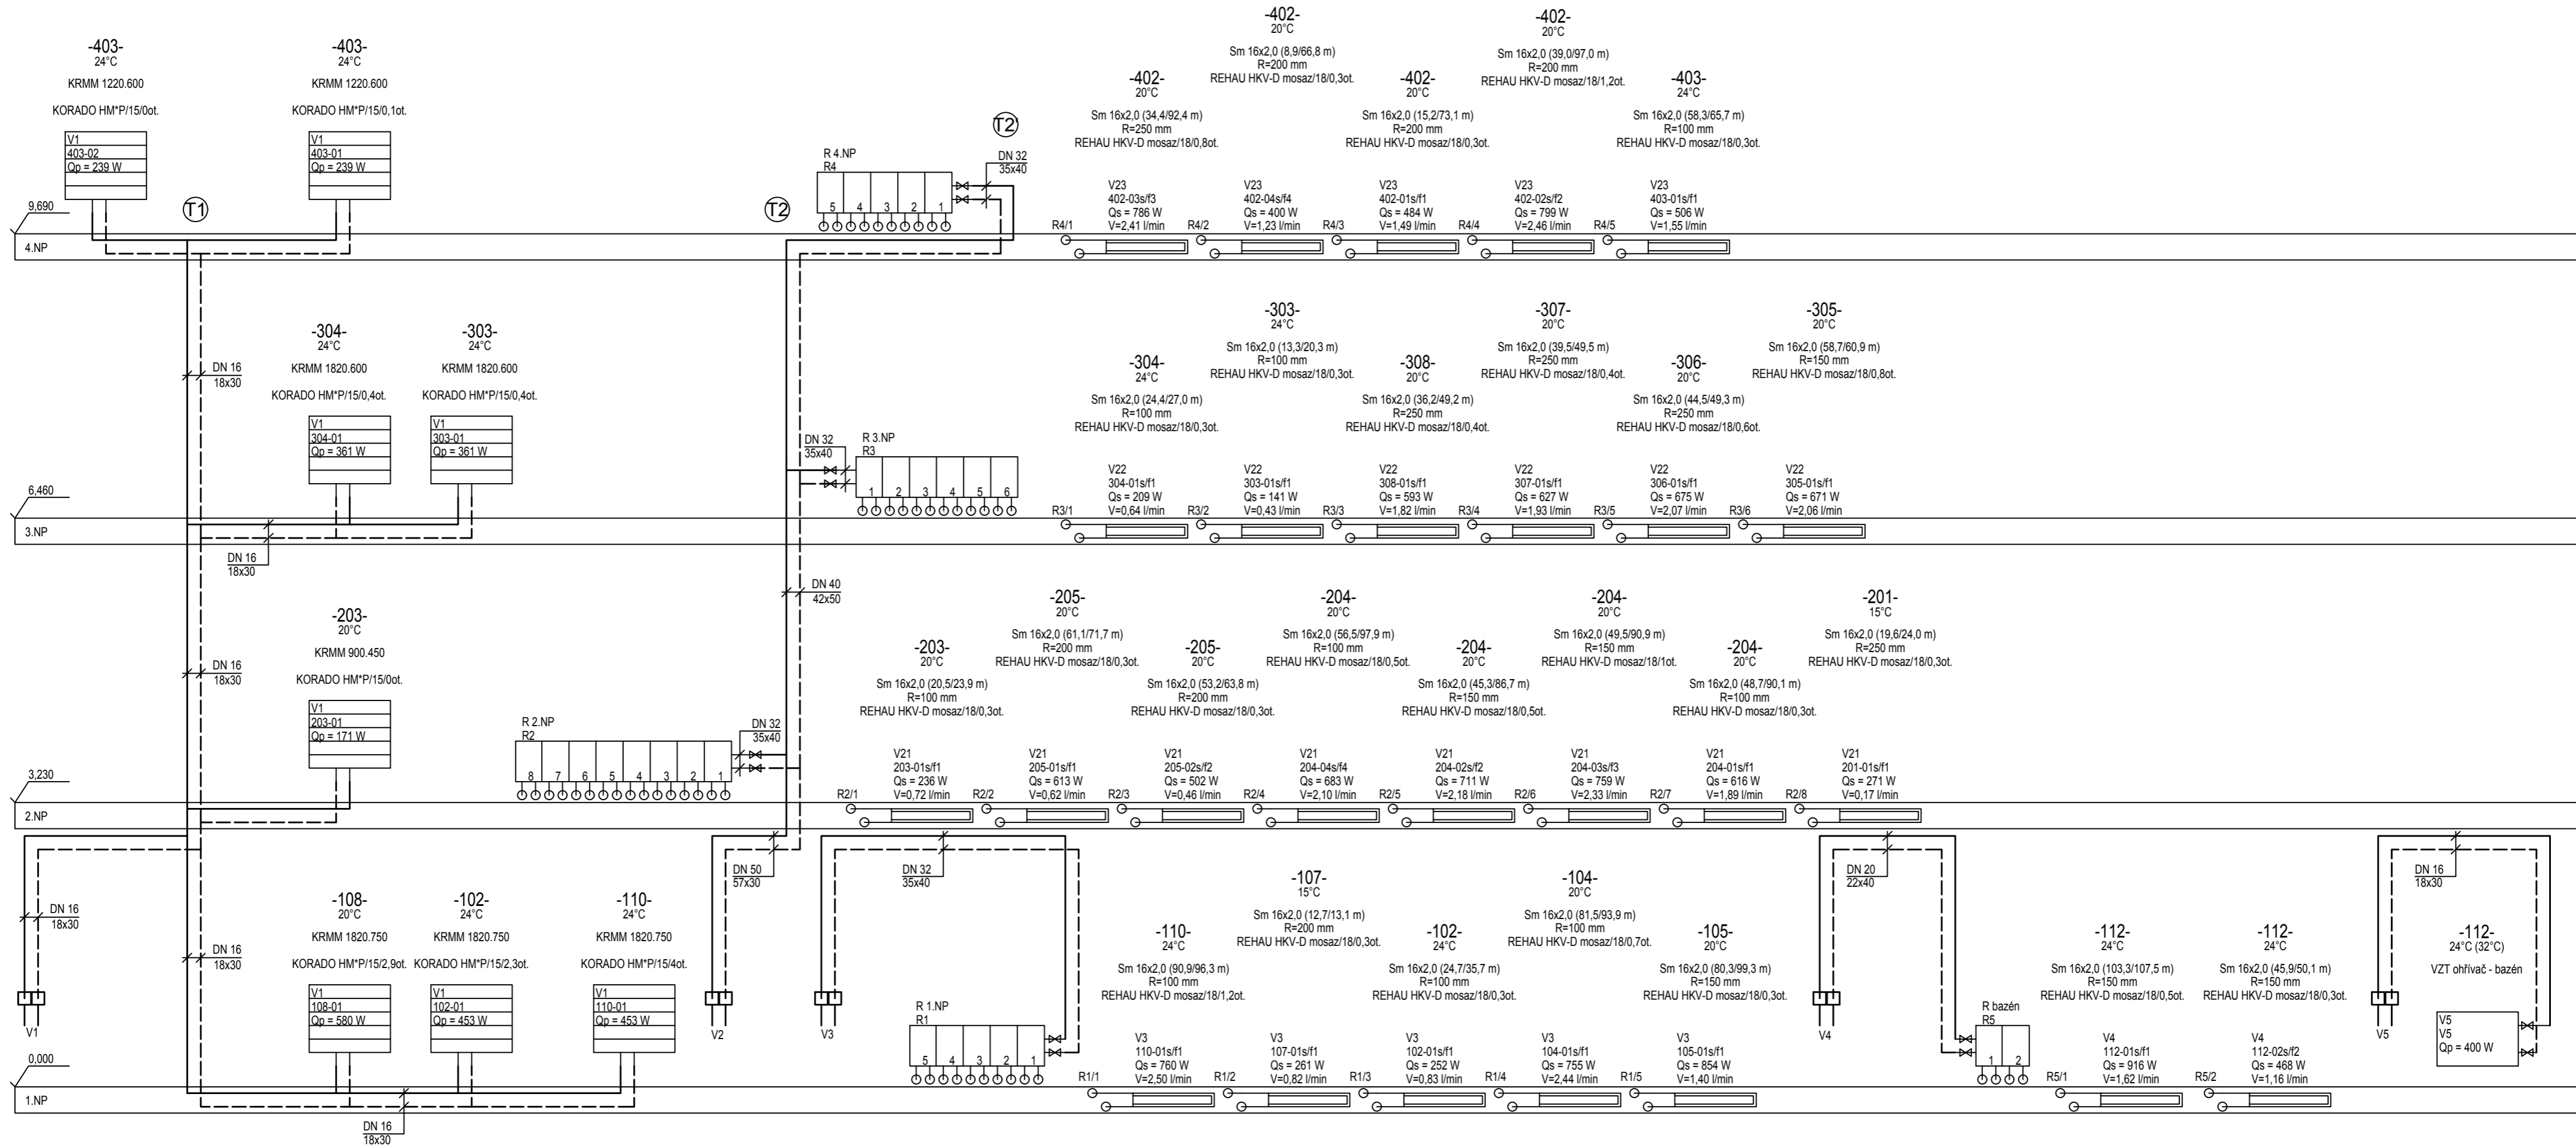 -403-
24°C
KRMM 1220.600
KORADO HM*P/15/0ot.
V1
403-02
Qp = 239 W
-403-
24°C
KRMM 1220.600
KORADO HM*P/15/0,1ot.
V1
403-01
Qp = 239 W
T1
T2
T2'
R 4.NP
R4
5 4 3 2 1
DN 32
35x40
-402-
20°C
Sm 16x2,0 (34,4/92,4 m)
R=250 mm
REHAU HKV-D mosaz/18/0,8ot.
-402-
20°C
Sm 16x2,0 (8,9/66,8 m)
R=200 mm
REHAU HKV-D mosaz/18/0,3ot.
-402-
20°C
Sm 16x2,0 (15,2/73,1 m)
R=200 mm
REHAU HKV-D mosaz/18/0,3ot.
-402-
20°C
Sm 16x2,0 (39,0/97,0 m)
R=200 mm
REHAU HKV-D mosaz/18/1,2ot.
-403-
24°C
Sm 16x2,0 (58,3/65,7 m)
R=100 mm
REHAU HKV-D mosaz/18/0,3ot.
R4/1
V23
402-03s/f3
Qs = 786 W
V=2,41 l/min
R4/2
V23
402-04s/f4
Qs = 400 W
V=1,23 l/min
R4/3
V23
402-01s/f1
Qs = 484 W
V=1,49 l/min
R4/4
V23
402-02s/f2
Qs = 799 W
V=2,46 l/min
R4/5
V23
403-01s/f1
Qs = 506 W
V=1,55 l/min
9,690
4.NP
DN 16
18x30
-304-
24°C
KRMM 1820.600
KORADO HM*P/15/0,4ot.
V1
304-01
Qp = 361 W
-303-
24°C
KRMM 1820.600
KORADO HM*P/15/0,4ot.
V1
303-01
Qp = 361 W
DN 32
35x40
R 3.NP
R3
1 2 3 4 5 6
-304-
24°C
Sm 16x2,0 (24,4/27,0 m)
R=100 mm
REHAU HKV-D mosaz/18/0,3ot.
-303-
24°C
Sm 16x2,0 (13,3/20,3 m)
R=100 mm
REHAU HKV-D mosaz/18/0,3ot.
-308-
20°C
Sm 16x2,0 (36,2/49,2 m)
R=250 mm
REHAU HKV-D mosaz/18/0,4ot.
-307-
20°C
Sm 16x2,0 (39,5/49,5 m)
R=250 mm
REHAU HKV-D mosaz/18/0,4ot.
-306-
20°C
Sm 16x2,0 (44,5/49,3 m)
R=250 mm
REHAU HKV-D mosaz/18/0,6ot.
-305-
20°C
Sm 16x2,0 (58,7/60,9 m)
R=150 mm
REHAU HKV-D mosaz/18/0,8ot.
R3/1
V22
304-01s/f1
Qs = 209 W
V=0,64 l/min
R3/2
V22
303-01s/f1
Qs = 141 W
V=0,43 l/min
R3/3
V22
308-01s/f1
Qs = 593 W
V=1,82 l/min
R3/4
V22
307-01s/f1
Qs = 627 W
V=1,93 l/min
R3/5
V22
306-01s/f1
Qs = 675 W
V=2,07 l/min
R3/6
V22
305-01s/f1
Qs = 671 W
V=2,06 l/min
6,460
3.NP
DN 16
18x30
DN 40
42x50
-203-
20°C
KRMM 900.450
KORADO HM*P/15/0ot.
V1
203-01
Qp = 171 W
DN 16
18x30
R 2.NP
R2
8 7 6 5 4 3 2 1
DN 32
35x40
-203-
20°C
Sm 16x2,0 (20,5/23,9 m)
R=100 mm
REHAU HKV-D mosaz/18/0,3ot.
-205-
20°C
Sm 16x2,0 (61,1/71,7 m)
R=200 mm
REHAU HKV-D mosaz/18/0,3ot.
-205-
20°C
Sm 16x2,0 (53,2/63,8 m)
R=200 mm
REHAU HKV-D mosaz/18/0,3ot.
-204-
20°C
Sm 16x2,0 (56,5/97,9 m)
R=100 mm
REHAU HKV-D mosaz/18/0,5ot.
-204-
20°C
Sm 16x2,0 (45,3/86,7 m)
R=150 mm
REHAU HKV-D mosaz/18/0,5ot.
-204-
20°C
Sm 16x2,0 (49,5/90,9 m)
R=150 mm
REHAU HKV-D mosaz/18/1ot.
-204-
20°C
Sm 16x2,0 (48,7/90,1 m)
R=100 mm
REHAU HKV-D mosaz/18/0,3ot.
-201-
15°C
Sm 16x2,0 (19,6/24,0 m)
R=250 mm
REHAU HKV-D mosaz/18/0,3ot.
R2/1
V21
203-01s/f1
Qs = 236 W
V=0,72 l/min
R2/2
V21
205-01s/f1
Qs = 613 W
V=0,62 l/min
R2/3
V21
205-02s/f2
Qs = 502 W
V=0,46 l/min
R2/4
V21
204-04s/f4
Qs = 683 W
V=2,10 l/min
R2/5
V21
204-02s/f2
Qs = 711 W
V=2,18 l/min
R2/6
V21
204-03s/f3
Qs = 759 W
V=2,33 l/min
R2/7
V21
204-01s/f1
Qs = 616 W
V=1,89 l/min
R2/8
V21
201-01s/f1
Qs = 271 W
V=0,17 l/min
3,230
2.NP
DN 16
18x30
V1
DN 16
18x30
-108-
20°C
KRMM 1820.750
KORADO HM*P/15/2,9ot.
V1
108-01
Qp = 580 W
-102-
24°C
KRMM 1820.750
KORADO HM*P/15/2,3ot.
V1
102-01
Qp = 453 W
-110-
24°C
KRMM 1820.750
KORADO HM*P/15/4ot.
V1
110-01
Qp = 453 W
DN 50
57x30
V2
V3
DN 32
35x40
R 1.NP
R1
5 4 3 2 1
-110-
24°C
Sm 16x2,0 (90,9/96,3 m)
R=100 mm
REHAU HKV-D mosaz/18/1,2ot.
-107-
15°C
Sm 16x2,0 (12,7/13,1 m)
R=200 mm
REHAU HKV-D mosaz/18/0,3ot.
-102-
24°C
Sm 16x2,0 (24,7/35,7 m)
R=100 mm
REHAU HKV-D mosaz/18/0,3ot.
-104-
20°C
Sm 16x2,0 (81,5/93,9 m)
R=100 mm
REHAU HKV-D mosaz/18/0,7ot.
-105-
20°C
Sm 16x2,0 (80,3/99,3 m)
R=150 mm
REHAU HKV-D mosaz/18/0,3ot.
R1/1
V3
110-01s/f1
Qs = 760 W
V=2,50 l/min
R1/2
V3
107-01s/f1
Qs = 261 W
V=0,82 l/min
R1/3
V3
102-01s/f1
Qs = 252 W
V=0,83 l/min
R1/4
V3
104-01s/f1
Qs = 755 W
V=2,44 l/min
R1/5
V3
105-01s/f1
Qs = 854 W
V=1,40 l/min
DN 20
22x40
V4
R bazén
R5
1 2
-112-
24°C
Sm 16x2,0 (103,3/107,5 m)
R=150 mm
REHAU HKV-D mosaz/18/0,5ot.
-112-
24°C
Sm 16x2,0 (45,9/50,1 m)
R=150 mm
REHAU HKV-D mosaz/18/0,3ot.
R5/1
V4
112-01s/f1
Qs = 916 W
V=1,62 l/min
R5/2
V4
112-02s/f2
Qs = 468 W
V=1,16 l/min
DN 16
18x30
V5
-112-
24°C (32°C)
VZT ohřívač - bazén
V5
V5
Qp = 400 W
0,000
1.NP
DN 16
18x30